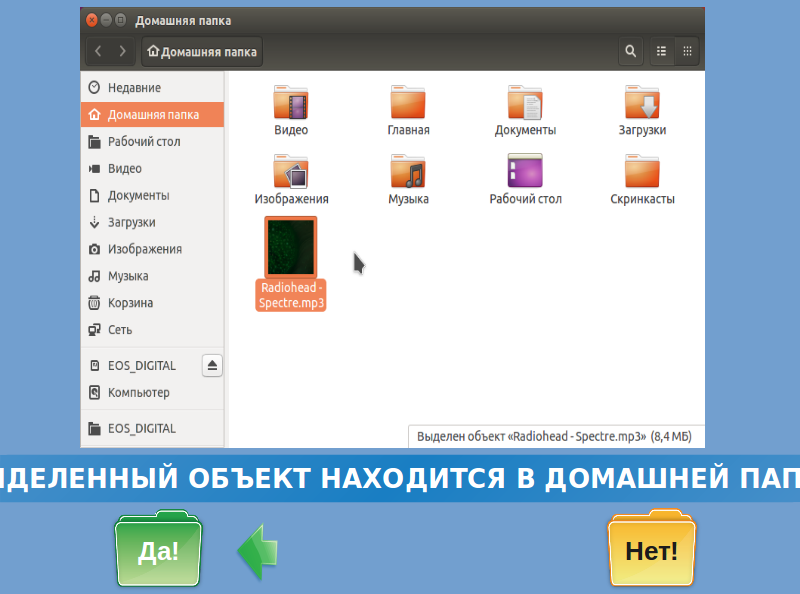 Домашняя папка
Домашняя папка
Недавние
Домашняя папка
Рабочий стол
Видео
Документы
Загрузки
Изображения
Музыка
Корзина
Сеть
EOS_DIGITAL
Компьютер
EOS_DIGITAL
Видео
Главная
Документы
Загрузки
Изображения
Музыка
Рабочий стол
Скринкасты
Radiohead -
Spectre.mp3
Выделен объект «Radiohead - Spectre.mp3» (8,4 МБ)
ДЕЛЕННЫЙ ОБЪЕКТ НАХОДИТСЯ В ДОМАШНЕЙ ПАП
Да!
Нет!